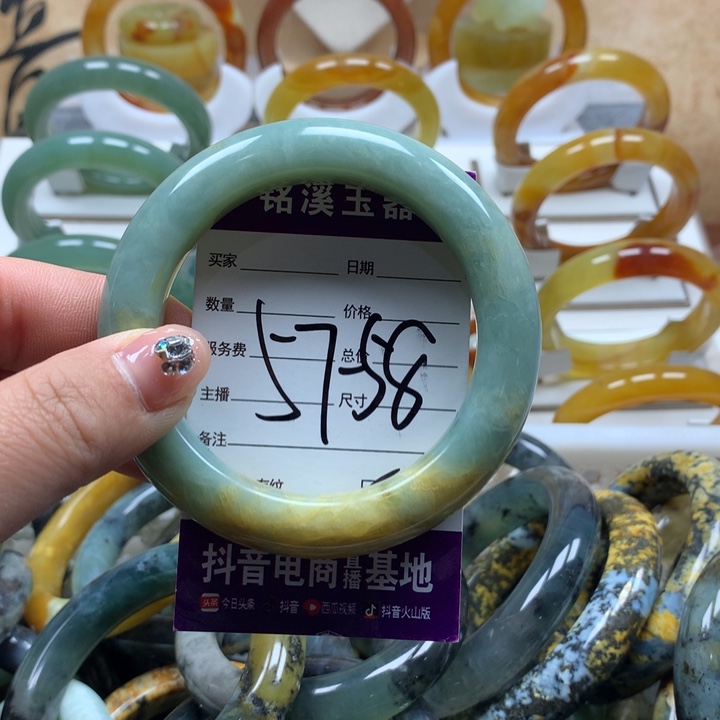 铭溪玉器
买家 日期
数量 价格
服务费 总价
5758
主播 尺寸
备注
抖音电商直播基地
头条 今日头条 抖音 西瓜视频 抖音火山版